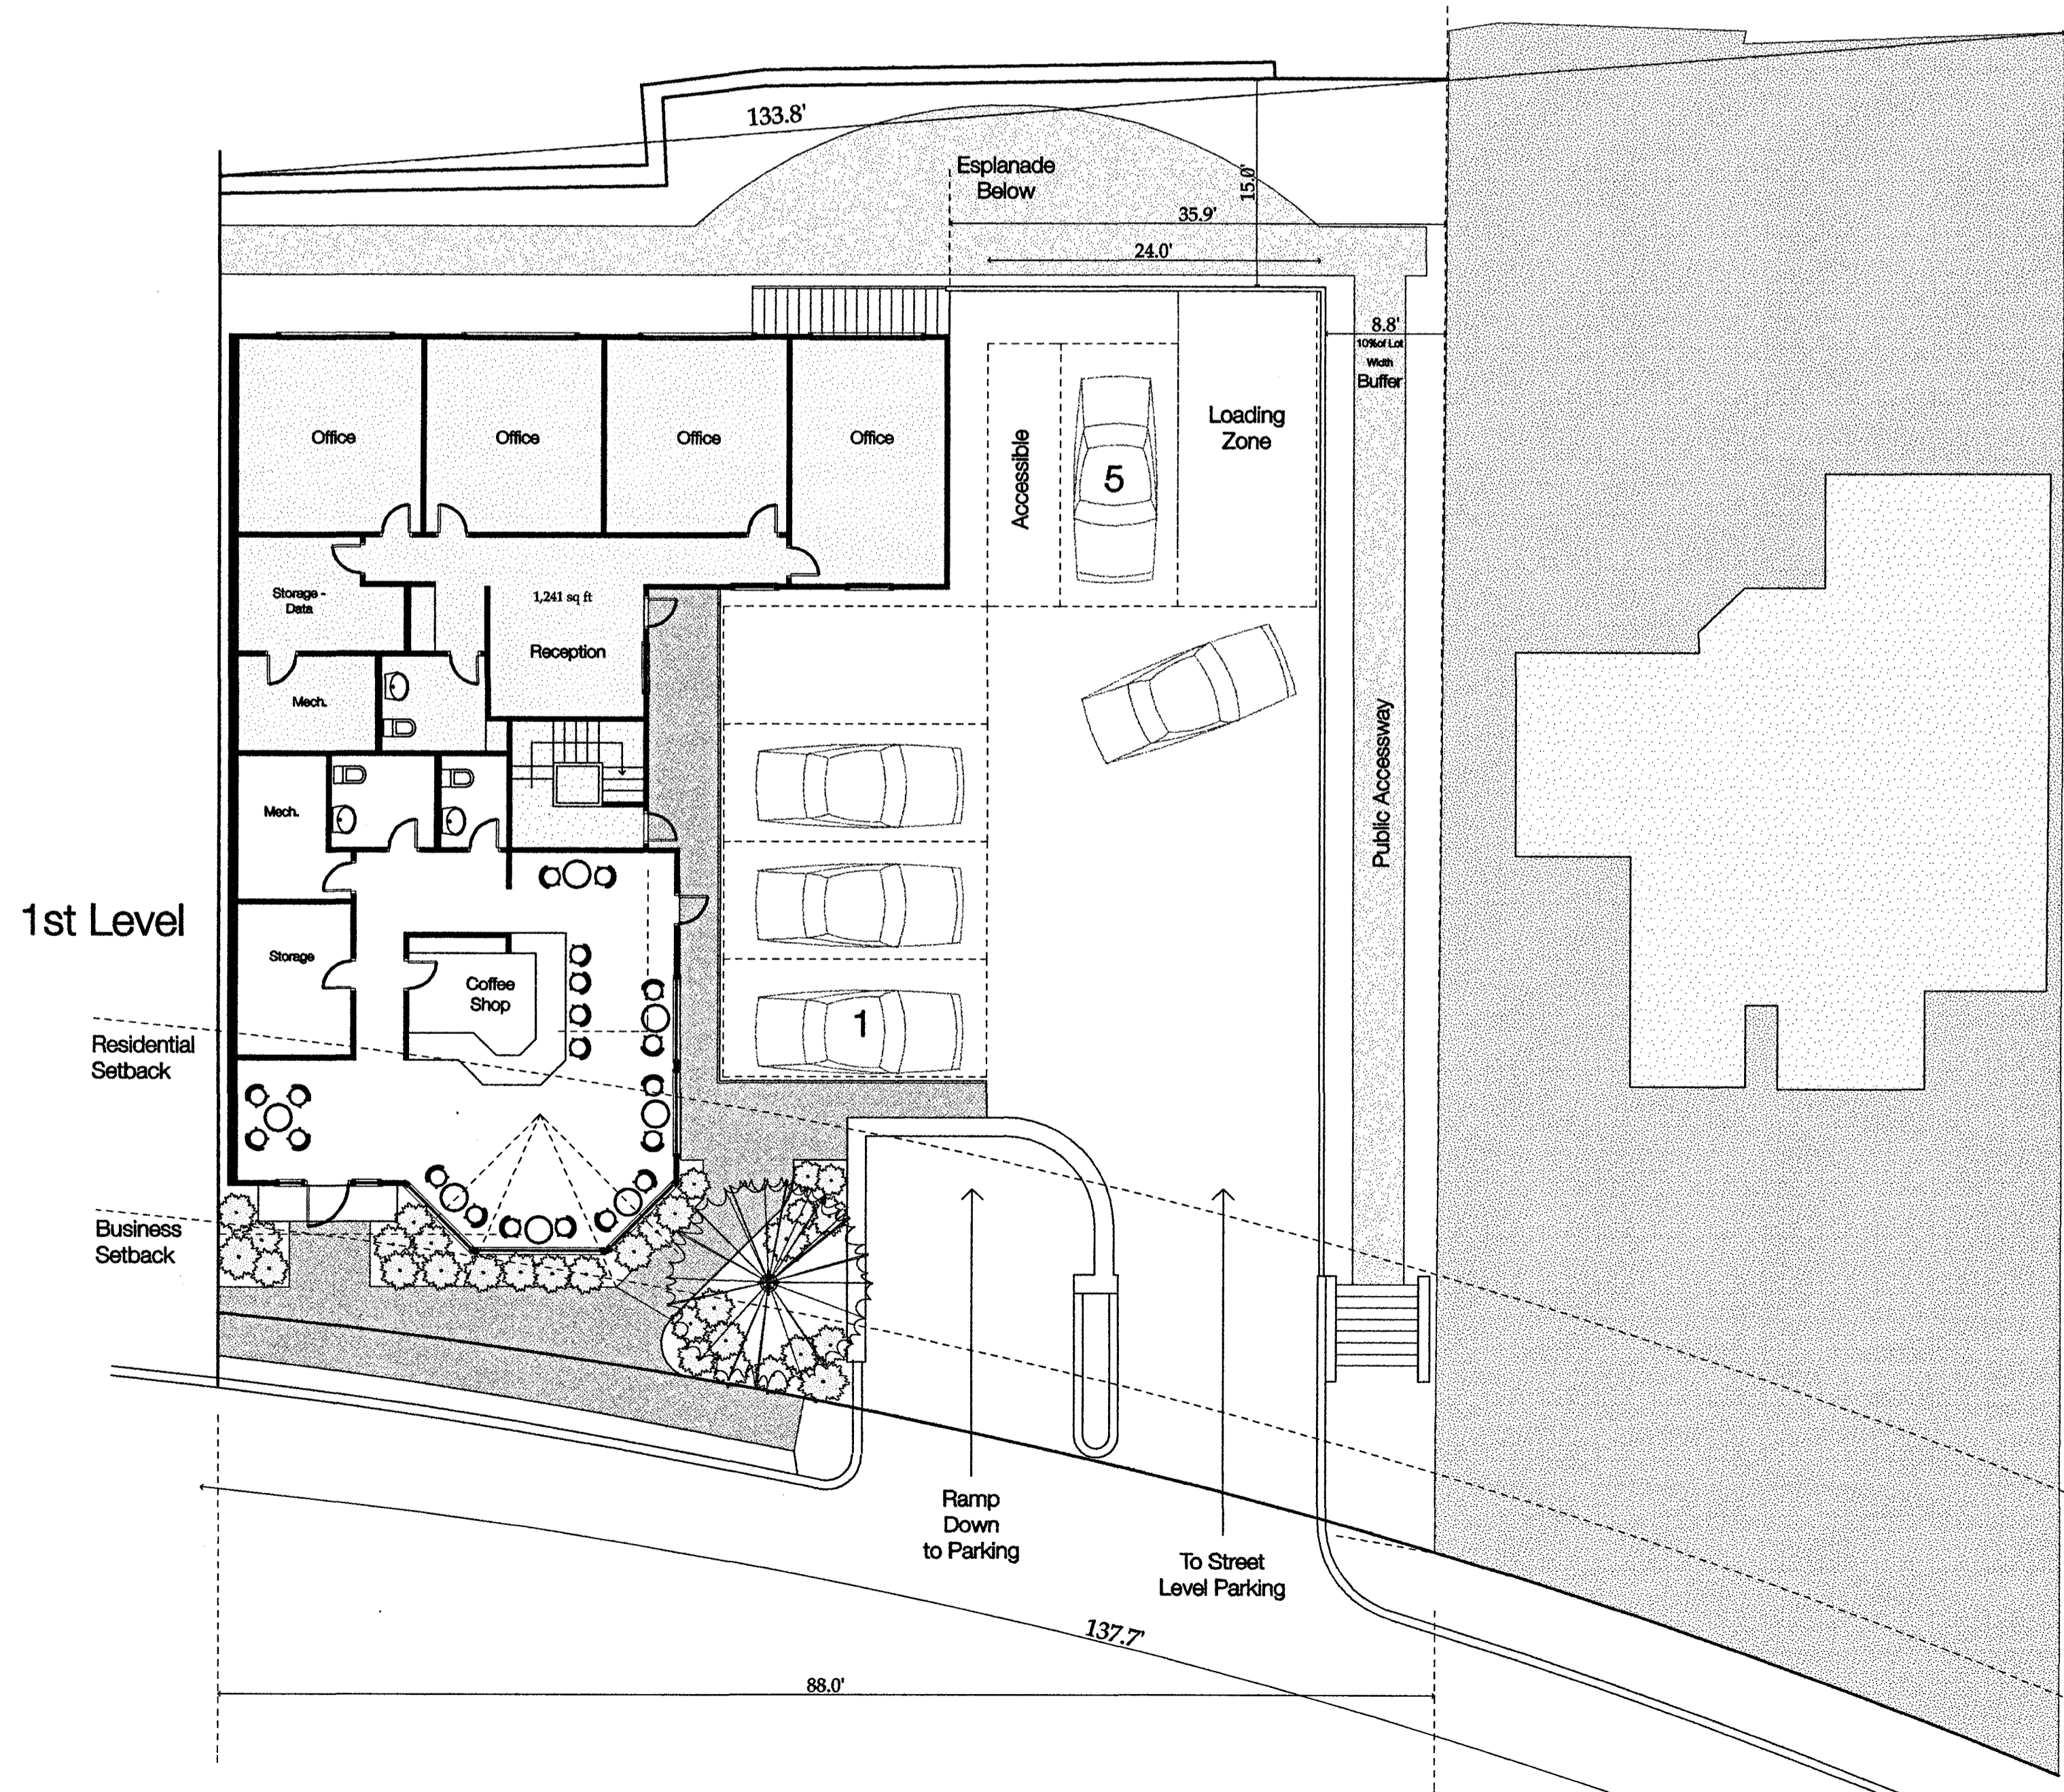 133.8'
Esplanade
Below
15.0'
35.9'
24.0'
8.8'
10% of Lot
Width
Buffer
Office
Office
Office
Office
Accessible
5
Loading
Zone
Storage -
Data
1,241 sq ft
Reception
Mech.
Mech.
Public Accessway
1st Level
Storage
Coffee
Shop
1
Residential
Setback
Business
Setback
Ramp
Down
to Parking
To Street
Level Parking
137.7'
88.0'